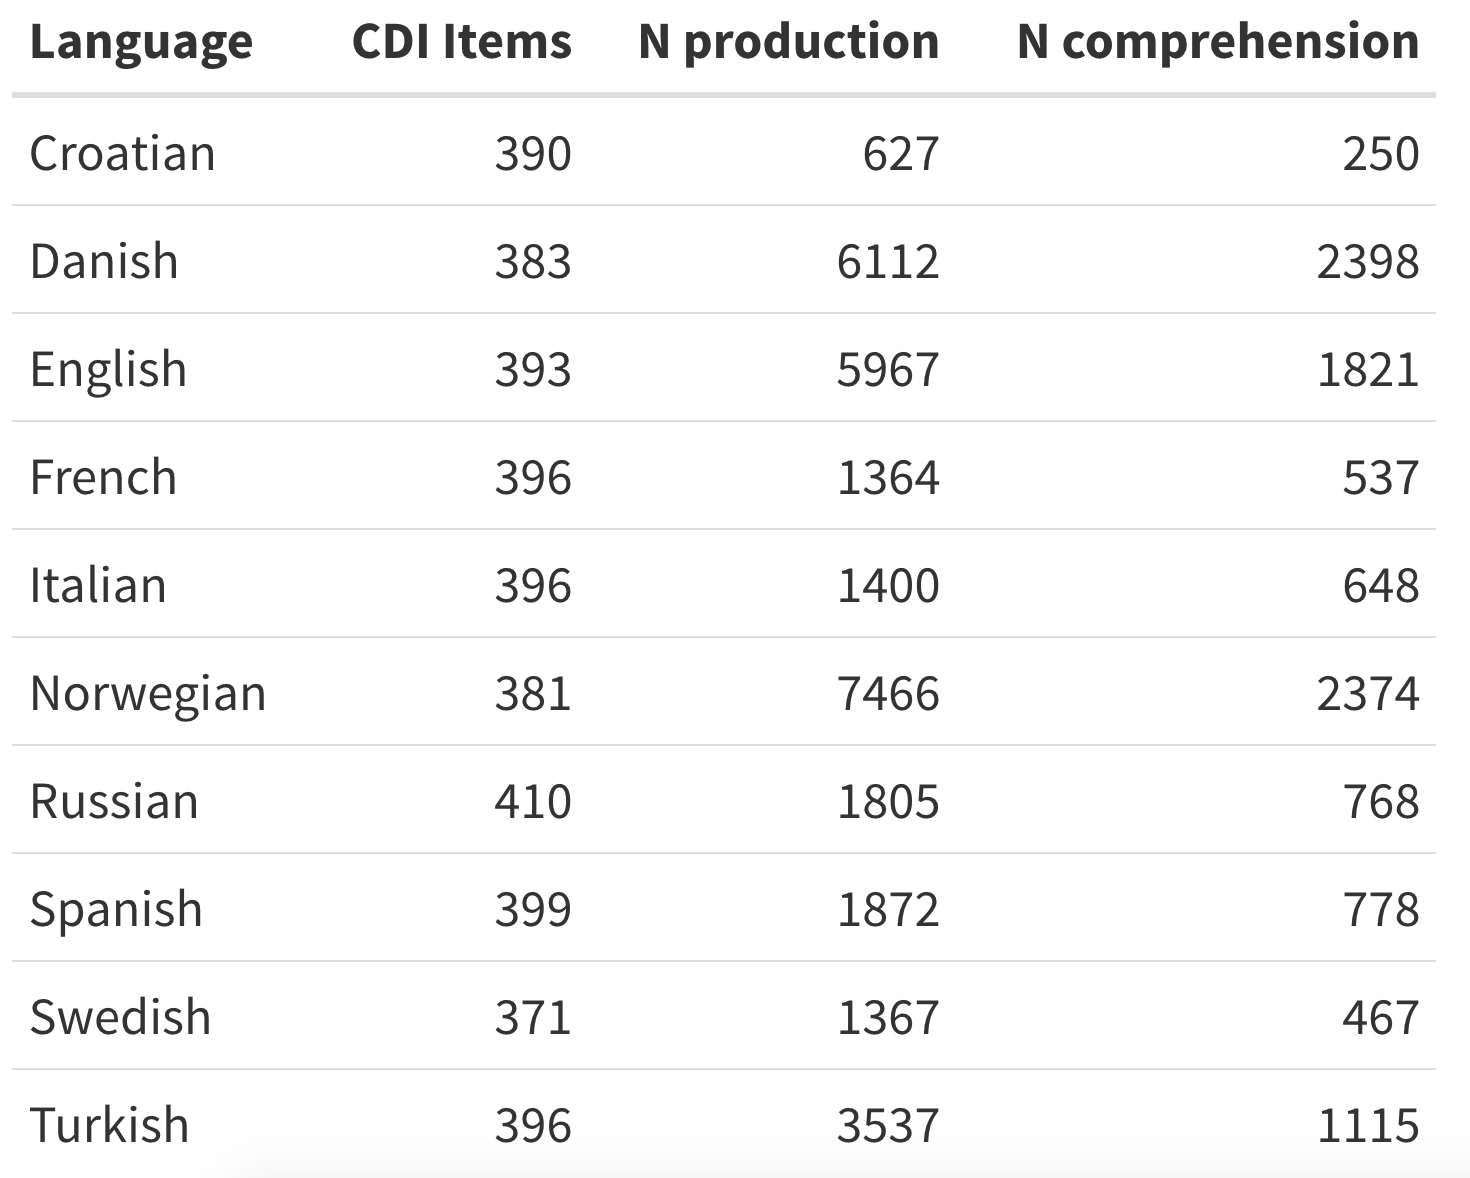 Language CDI Items N production N comprehension
Croatian 390 627 250
Danish 383 6112 2398
English 393 5967 1821
French 396 1364 537
Italian 396 1400 648
Norwegian 381 7466 2374
Russian 410 1805 768
Spanish 399 1872 778
Swedish 371 1367 467
Turkish 396 3537 1115